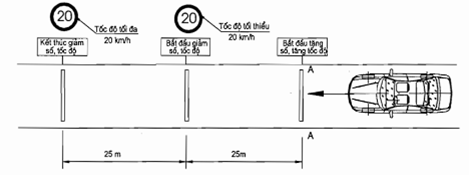 20
Tốc độ tối đa
20 km/h
20
Tốc độ tối thiểu
20 km/h
Kết thúc giảm
số, tốc độ
Bắt đầu giảm
số, tốc độ
Bắt đầu tăng
số, tăng tốc độ
A
A
25 m
25m